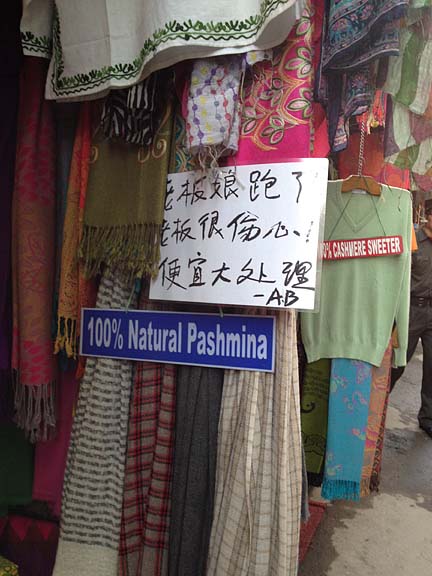 老板娘跑了
老板很伤心、
便宜大处理
-AB
100% Natural Pashmina
% CASHMERE SWEETER